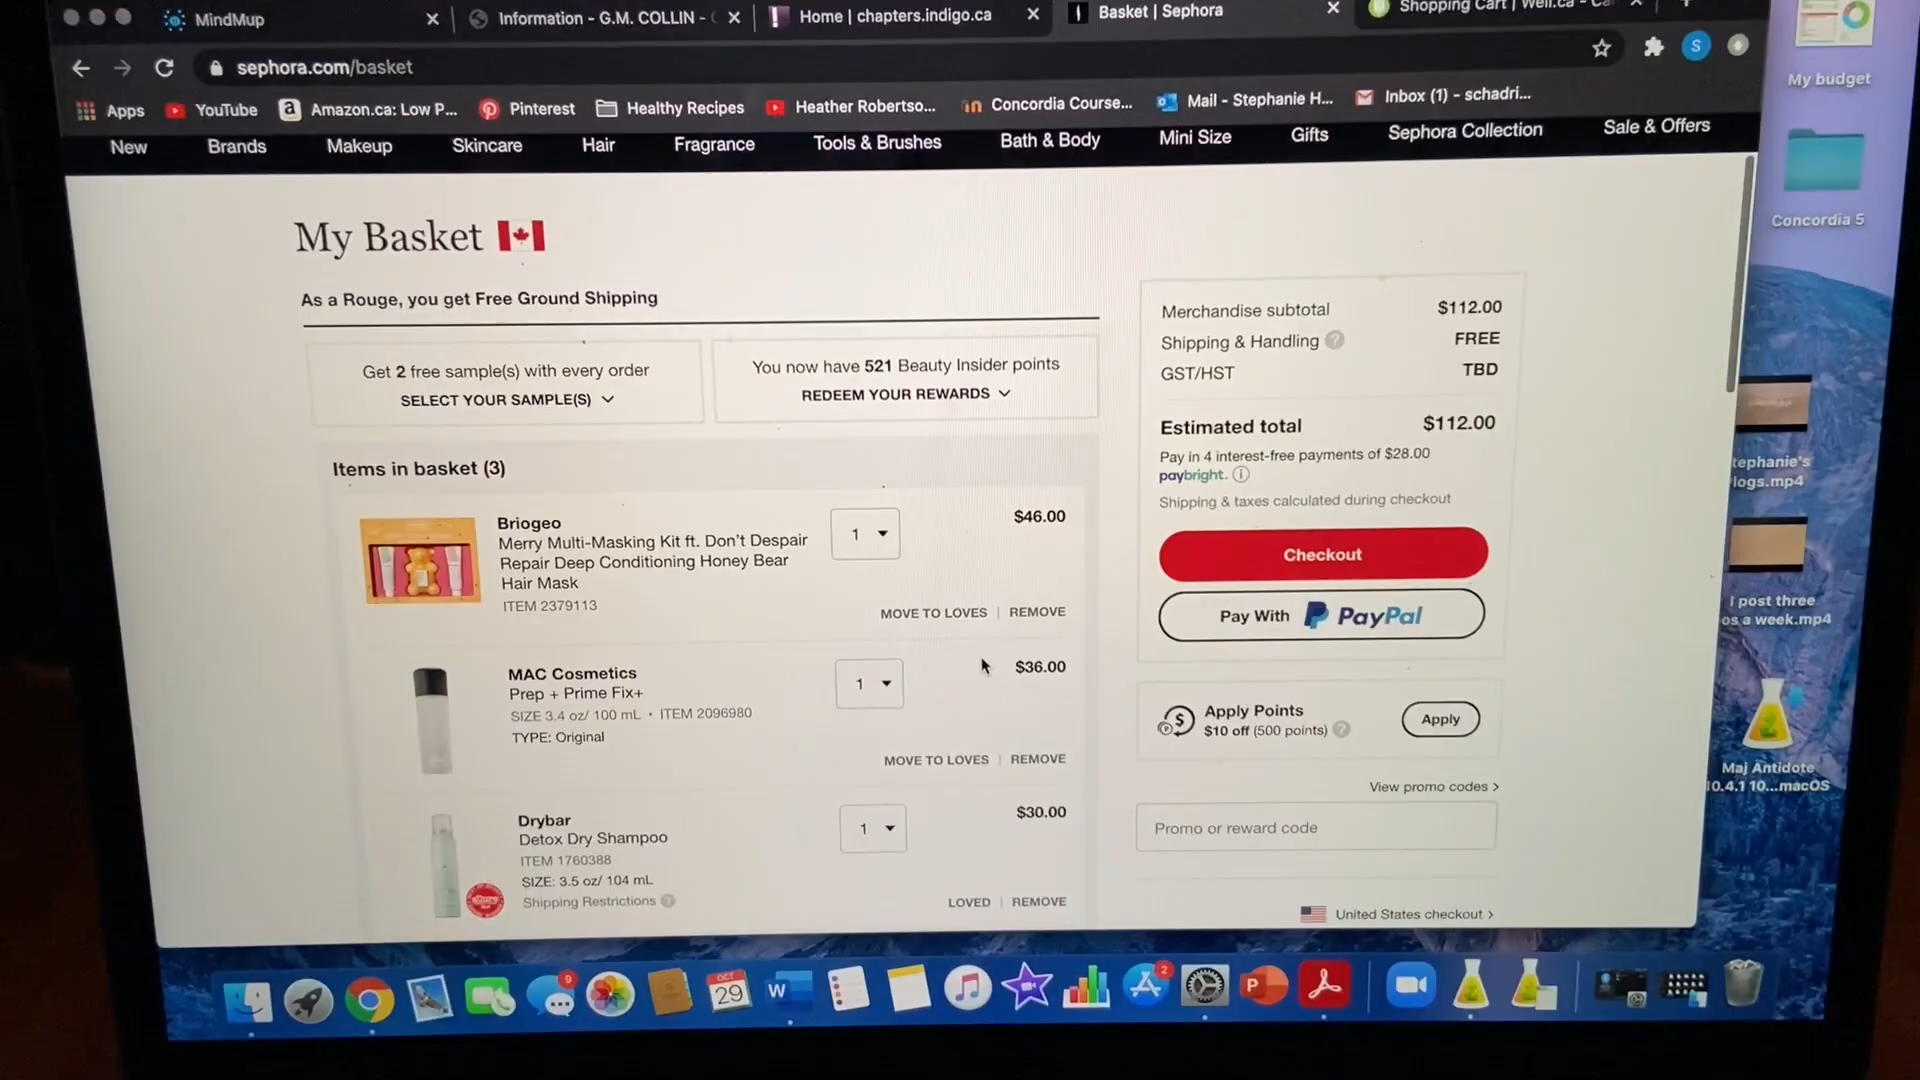 MindMup
Information - G.M. COLLIN -
Home | chapters.indigo.ca
Basket | Sephora
Shopping Cart | Well.ca - Ca
sephora.com/basket
S
Apps
YouTube
Amazon.ca: Low P...
Pinterest
Healthy Recipes
Heather Robertso...
Concordia Course...
Mail - Stephanie H...
Inbox (1) - schadri...
New
Brands
Makeup
Skincare
Hair
Fragrance
Tools & Brushes
Bath & Body
Mini Size
Gifts
Sephora Collection
Sale & Offers
My Basket
As a Rouge, you get Free Ground Shipping
Get 2 free sample(s) with every order
SELECT YOUR SAMPLE(S)
You now have 521 Beauty Insider points
REDEEM YOUR REWARDS
Items in basket (3)
Briogeo
Merry Multi-Masking Kit ft. Don't Despair
Repair Deep Conditioning Honey Bear
Hair Mask
ITEM 2379113
1
$46.00
MOVE TO LOVES | REMOVE
MAC Cosmetics
Prep + Prime Fix+
SIZE 3.4 oz/ 100 mL • ITEM 2096980
TYPE: Original
1
$36.00
MOVE TO LOVES | REMOVE
Drybar
Detox Dry Shampoo
ITEM 1760388
SIZE: 3.5 oz/ 104 mL
Shipping Restrictions ?
1
$30.00
LOVED | REMOVE
Merchandise subtotal $112.00
Shipping & Handling ? FREE
GST/HST TBD
Estimated total $112.00
Pay in 4 interest-free payments of $28.00
paybright.
Shipping & taxes calculated during checkout
Checkout
Pay With PayPal
Apply Points
$10 off (500 points) ?
Apply
View promo codes >
Promo or reward code
United States checkout >
My budget
Concordia 5
tephanie's
logs.mp4
I post three
os a week.mp4
Maj Antidote
10.4.1 10...macOS
9
OCT
29
W
2
P